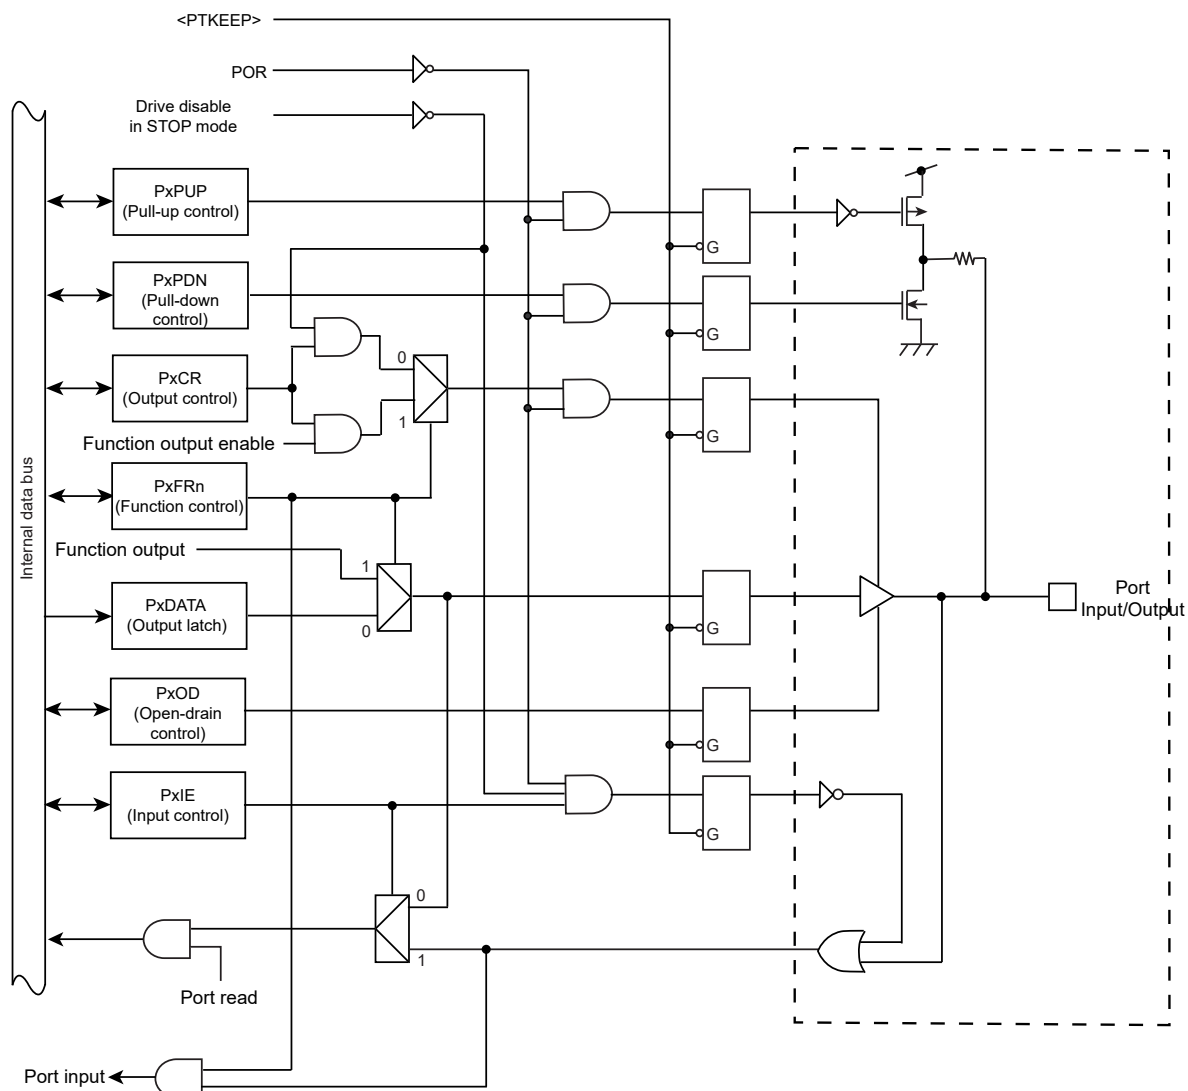 <PTKEEP>
POR
Drive disable
in STOP mode
PxPUP
(Pull-up control)
G
PxPDN
(Pull-down
control)
G
PxCR
(Output control)
0
1
G
Function output enable
PxFRn
(Function control)
Internal data bus
Function output
1
0
PxDATA
(Output latch)
G
Port
Input/Output
PxOD
(Open-drain
control)
G
PxIE
(Input control)
G
0
1
Port read
Port input